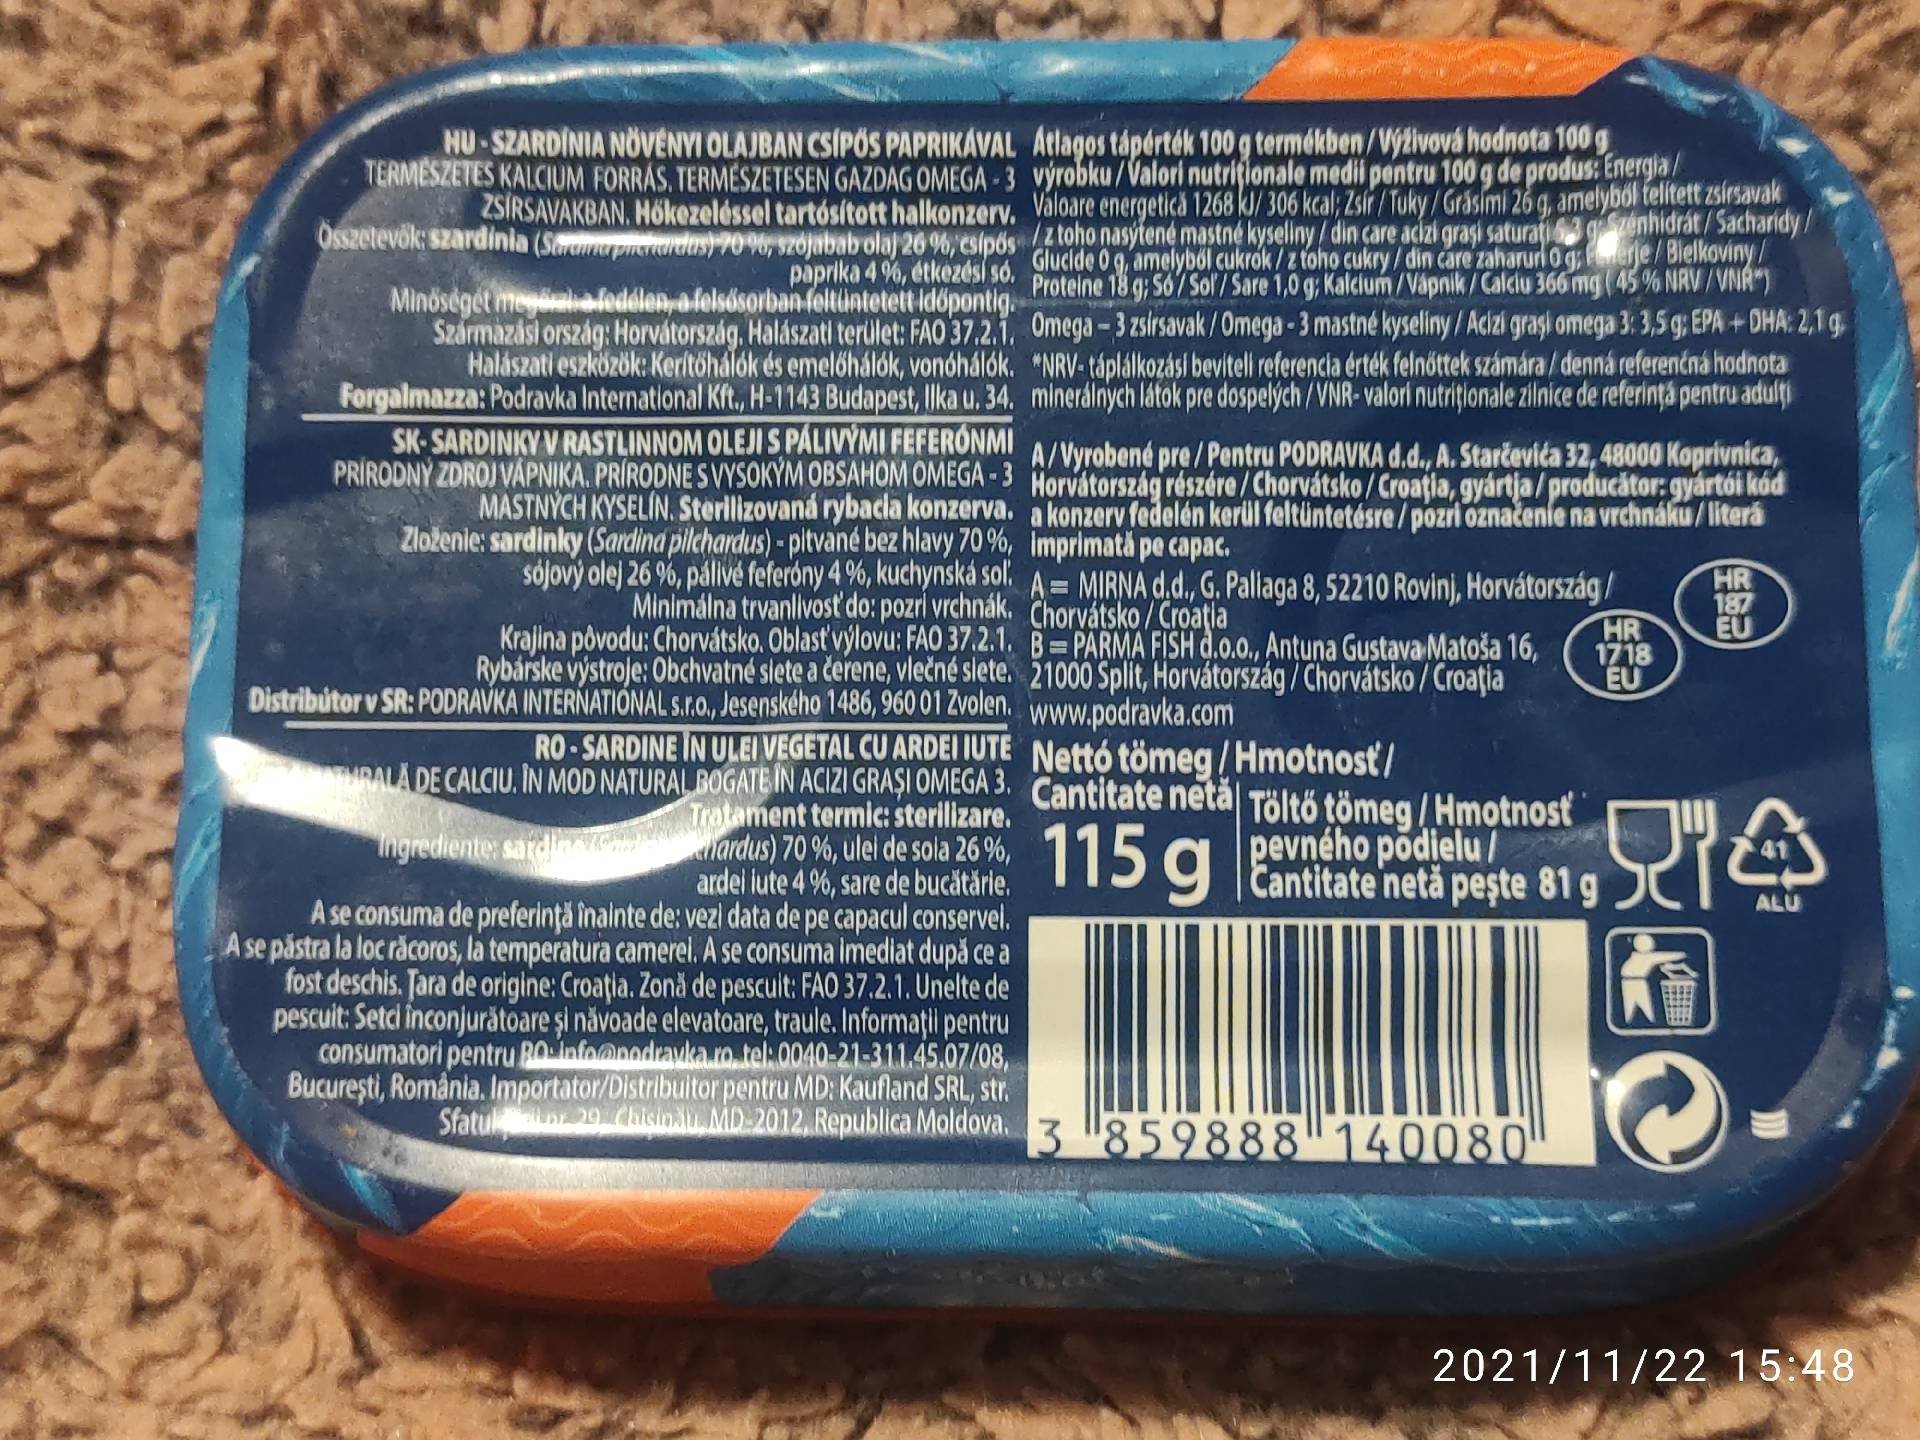 HU - SZARDÍNIA NÖVÉNYI OLAJBAN CSÍPŐS PAPRIKÁVAL
TERMÉSZETES KALCIUM FORRÁS. TERMÉSZETESEN GAZDAG OMEGA - 3
ZSÍRSAVAKBAN. Hőkezeléssel tartósított halkonzerv.
Összetevők: szardínia (Sardina pilchardus) 70 %, szójabab olaj 26 %, csípős
paprika 4 %, étkezési só.
Minőségét megőrzi: a fedélen, a felső sorban feltüntetett időpontig.
Származási ország: Horvátország. Halászati terület: FAO 37.2.1.
Halászati eszközök: Kerítőhálók és emelőhálók, vonóhálók.
Forgalmazza: Podravka International Kft., H-1143 Budapest, Ilka u. 34.
SK- SARDINKY V RASTLINNOM OLEJI S PÁLIVÝMI FEFERÓNMI
PRÍRODNÝ ZDROJ VÁPNIKA. PRÍRODNE S VYSOKÝM OBSAHOM OMEGA - 3
MASTNÝCH KYSELÍN. Sterilizovaná rybacia konzerva.
Zloženie: sardinky (Sardina pilchardus) - pitvané bez hlavy 70 %,
sójový olej 26 %, pálivé feferóny 4 %, kuchynská soľ.
Minimálna trvanlivosť do: pozri vrchnák.
Krajina pôvodu: Chorvátsko. Oblasť výlovu: FAO 37.2.1.
Rybárske výstroje: Obchvatné siete a čerene, vlečné siete.
Distribútor v SR: PODRAVKA INTERNATIONAL s.r.o., Jesenského 1486, 960 01 Zvolen.
RO - SARDINE ÎN ULEI VEGETAL CU ARDEI IUTE
DE CALCIU. ÎN MOD NATURAL BOGATE ÎN ACIZI GRAȘI OMEGA 3.
Tratament termic: sterilizare.
Ingrediente: 70 %, ulei de soia 26 %,
ardei iute 4 %, sare de bucătărie.
A se consuma de preferință înainte de: vezi data de pe capacul conservei.
A se păstra la loc răcoros, la temperatura camerei. A se consuma imediat după ce a
fost deschis. Țara de origine: Croația. Zonă de pescuit: FAO 37.2.1. Unelte de
pescuit: Setci înconjurătoare și năvoade elevatoare, traule. Informații pentru
consumatori pentru RO: info@podravka.ro, tel: 0040-21-311.45.07/08,
București, România. Importator/Distribuitor pentru MD: Kaufland SRL, str.
Sfatul nr. 29, Chișinău, MD-2012, Republica Moldova.
Átlagos tápérték 100 g termékben / Výživová hodnota 100 g
výrobku / Valori nutriționale medii pentru 100 g de produs: Energia /
Valoare energetică 1268 kJ/ 306 kcal; Zsír / Tuky / Grăsimi 26 g, amelyből telített zsírsavak
/ z toho nasýtené mastné kyseliny / din care acizi grași saturați g; Szénhidrát / Sacharidy /
Glucide 0 g, amelyből cukrok / z toho cukry / din care zaharuri 0 g; Fehérje / Bielkoviny /
Proteine 18 g; Só / Soľ / Sare 1,0 g; Kalcium / Vápnik / Calciu 366 mg ( 45 % NRV / VNR*)
Omega – 3 zsírsavak / Omega - 3 mastné kyseliny / Acizi grași omega 3: 3,5 g; EPA + DHA: 2,1 g.
*NRV- táplálkozási beviteli referencia érték felnőttek számára / denná referenčná hodnota
minerálnych látok pre dospelých / VNR- valori nutriționale zilnice de referință pentru adulți
A / Vyrobené pre / Pentru PODRAVKA d.d., A. Starčevića 32, 48000 Koprivnica,
Horvátország részére / Chorvátsko / Croația, gyártja / producător: gyártói kód
a konzerv fedelén kerül feltüntetésre / pozri označenie na vrchnáku / literă
imprimată pe capac.
A = MIRNA d.d., G. Paliaga 8, 52210 Rovinj, Horvátország /
Chorvátsko / Croația
HR
187
EU
B = PARMA FISH d.o.o., Antuna Gustava Matoša 16,
21000 Split, Horvátország / Chorvátsko / Croația
HR
1718
EU
www.podravka.com
Nettó tömeg / Hmotnosť /
Cantitate netă
115 g
Töltő tömeg / Hmotnosť
pevného podielu /
Cantitate netă pește 81 g
41
ALU
3 859888 140080
2021/11/22 15:48